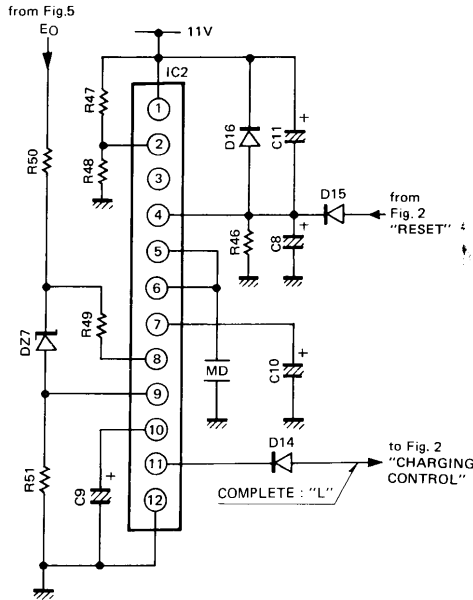 from Fig.5
EO
11V
IC2
R47
R48
R50
R49
DZ7
R51
C9
1
2
3
4
5
6
7
8
9
10
11
12
D16
C11
D15
from
Fig. 2
"RESET"
R46
C8
MD
C10
D14
to Fig. 2
"CHARGING
CONTROL"
COMPLETE : "L"
+
+
+
+